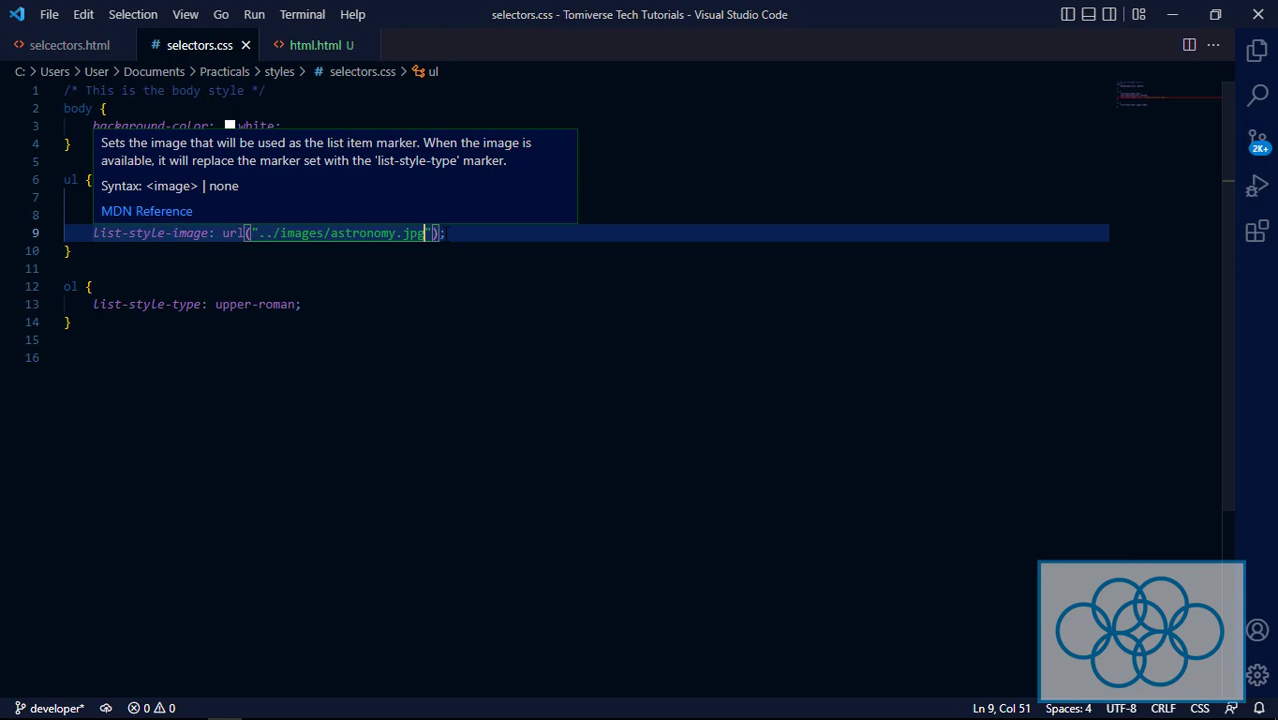 File Edit Selection View Go Run Terminal Help selectors.css - Tomiverse Tech Tutorials - Visual Studio Code
selcectors.html # selectors.css html.html U
C: > Users > User > Documents > Practicals > styles > # selectors.css > ul
1 /* This is the body style */
2 body {
3 background-color: white;
4 }
5
6 ul {
7
8
Sets the image that will be used as the list item marker. When the image is
available, it will replace the marker set with the 'list-style-type' marker.
Syntax: <image> | none
MDN Reference
9 list-style-image: url("../images/astronomy.jpg");
10 }
11
12 ol {
13 list-style-type: upper-roman;
14 }
15
16
2K+
developer* 0 0 Ln 9, Col 51 Spaces: 4 UTF-8 CRLF CSS